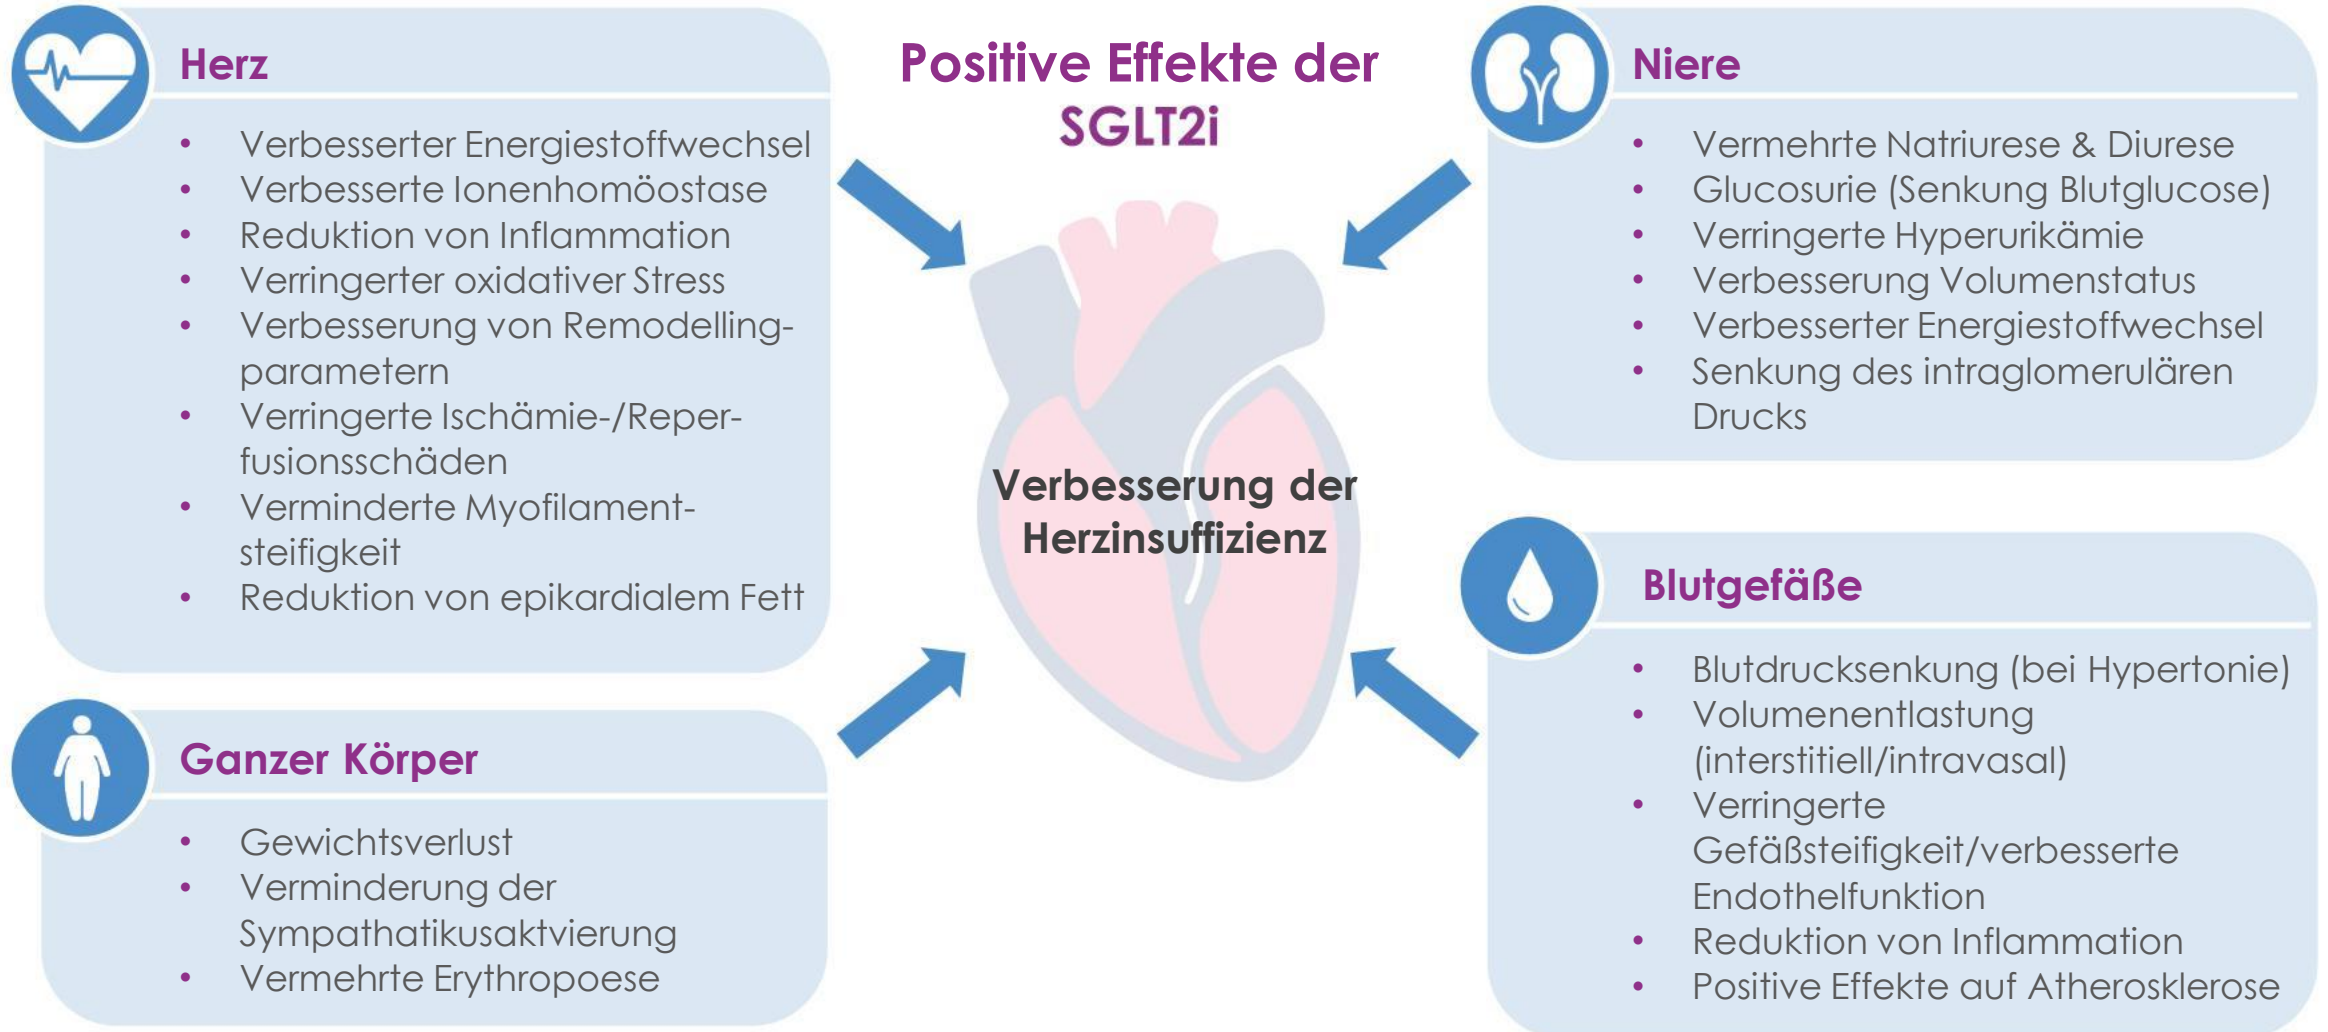 Positive Effekte der
SGLT2i
Herz
• Verbesserter Energiestoffwechsel
• Verbesserte Ionenhomöostase
• Reduktion von Inflammation
• Verringerter oxidativer Stress
• Verbesserung von Remodelling-
parametern
• Verringerte Ischämie-/Reper-
fusionsschäden
• Verminderte Myofilament-
steifigkeit
• Reduktion von epikardialem Fett
Ganzer Körper
• Gewichtsverlust
• Verminderung der
Sympathatikusaktvierung
• Vermehrte Erythropoese
Verbesserung der
Herzinsuffizienz
Niere
• Vermehrte Natriurese & Diurese
• Glucosurie (Senkung Blutglucose)
• Verringerte Hyperurikämie
• Verbesserung Volumenstatus
• Verbesserter Energiestoffwechsel
• Senkung des intraglomerulären
Drucks
Blutgefäße
• Blutdrucksenkung (bei Hypertonie)
• Volumenentlastung
(interstitiell/intravasal)
• Verringerte
Gefäßsteifigkeit/verbesserte
Endothelfunktion
• Reduktion von Inflammation
• Positive Effekte auf Atherosklerose